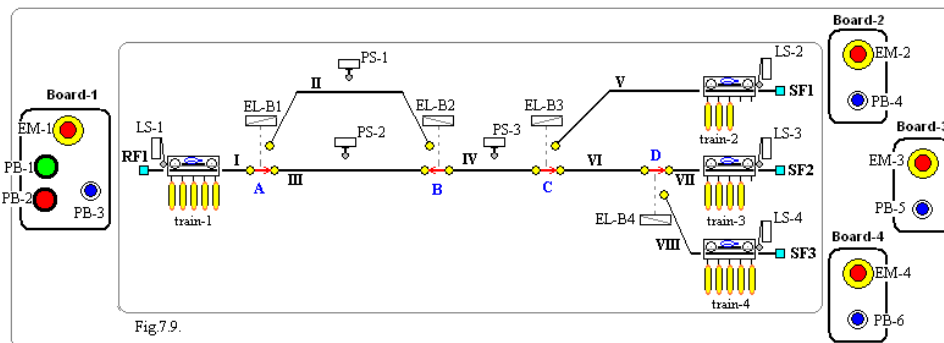 Board-1
EM-1
PB-1
PB-2
PB-3
LS-1
RF1
train-1
I
A
EL-B1
II
PS-1
III
PS-2
EL-B2
B
IV
PS-3
EL-B3
C
V
VI
D
EL-B4
VII
VIII
LS-2
SF1
train-2
LS-3
SF2
train-3
LS-4
SF3
train-4
Board-2
EM-2
PB-4
Board-3
EM-3
PB-5
Board-4
EM-4
PB-6
Fig.7.9.